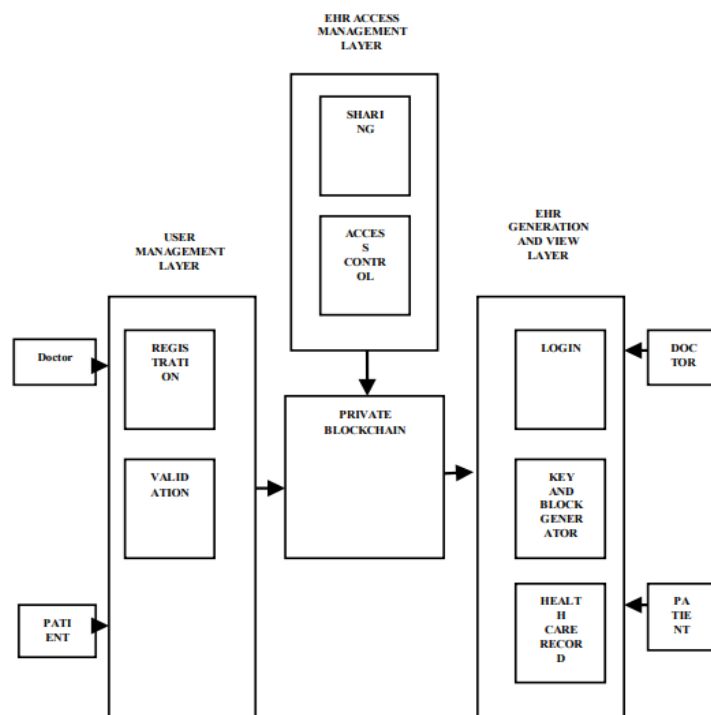 EHR ACCESS
MANAGEMENT
LAYER
SHARI
NG
ACCES
S
CONTR
OL
USER
MANAGEMENT
LAYER
EHR
GENERATION
AND VIEW
LAYER
Doctor
REGIS
TRATI
ON
VALID
ATION
PATI
ENT
PRIVATE
BLOCKCHAIN
LOGIN
KEY
AND BLOCK
GENER
ATOR
HEALT
H
CARE
RECOR
D
DOC
TOR
PA
TIE
NT